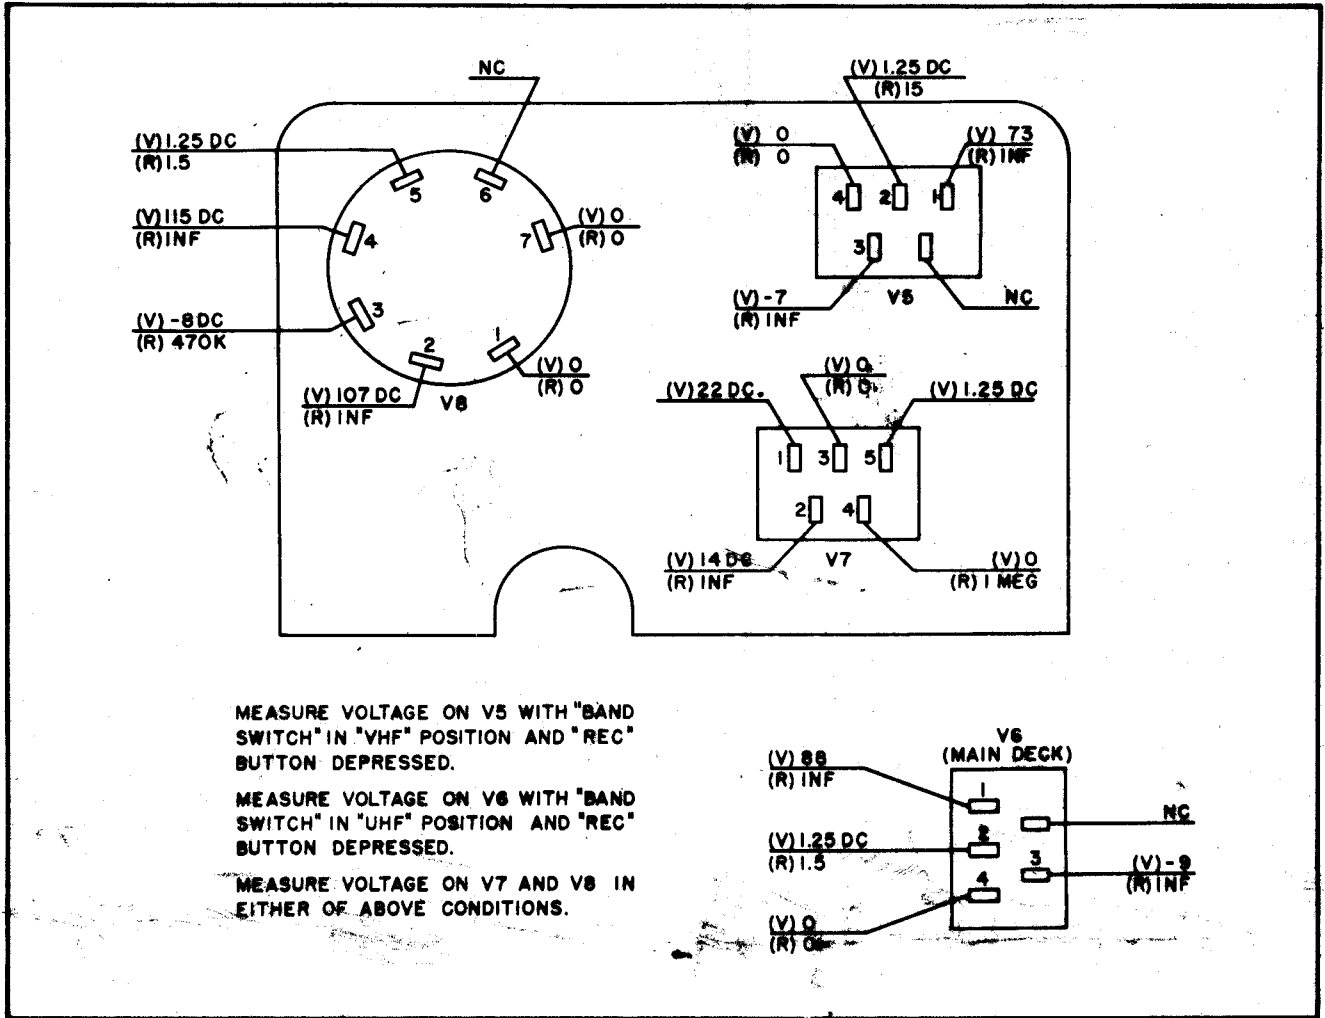 NC
(V) 1.25 DC
(R) 1.5
(V) 115 DC
(R) INF
(V) -8 DC
(R) 470K
(V) 107 DC
(R) INF
5
6
4
7
3
2
1
V8
(V) 0
(R) 0
(V) 0
(R) 0
(V) 1.25 DC
(R) 15
(V) 0
(R) 0
(V) 73
(R) INF
4 2 1
3
(V) -7
(R) INF
V5
NC
(V) 0
(R) 0
(V) 22 DC.
(V) 1.25 DC
1 3 5
2 4
(V) 14 DC
(R) INF
V7
(V) 0
(R) 1 MEG
MEASURE VOLTAGE ON V5 WITH "BAND
SWITCH" IN "VHF" POSITION AND "REC"
BUTTON DEPRESSED.
MEASURE VOLTAGE ON V6 WITH "BAND
SWITCH" IN "UHF" POSITION AND "REC"
BUTTON DEPRESSED.
MEASURE VOLTAGE ON V7 AND V8 IN
EITHER OF ABOVE CONDITIONS.
V6
(MAIN DECK)
(V) 88
(R) INF
1
NC
(V) 1.25 DC
(R) 1.5
2
3
(V) -9
(R) INF
4
(V) 0
(R) 0